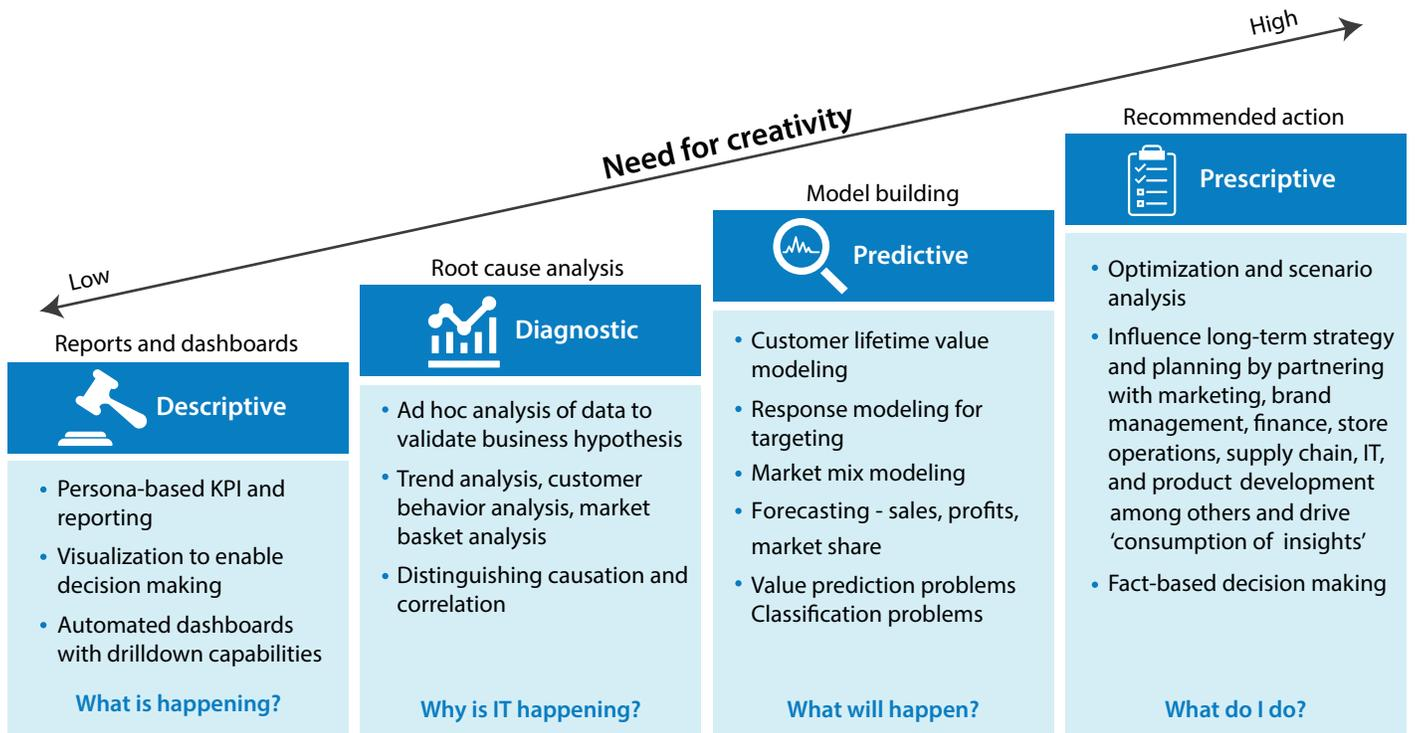 High
Need for creativity
Low
Reports and dashboards
Descriptive
• Persona-based KPI and
reporting
• Visualization to enable
decision making
• Automated dashboards
with drilldown capabilities
What is happening?
Root cause analysis
Diagnostic
• Ad hoc analysis of data to
validate business hypothesis
• Trend analysis, customer
behavior analysis, market
basket analysis
• Distinguishing causation and
correlation
Why is IT happening?
Model building
Predictive
• Customer lifetime value
modeling
• Response modeling for
targeting
• Market mix modeling
• Forecasting - sales, profits,
market share
• Value prediction problems
Classification problems
What will happen?
Recommended action
Prescriptive
• Optimization and scenario
analysis
• Influence long-term strategy
and planning by partnering
with marketing, brand
management, finance, store
operations, supply chain, IT,
and product development
among others and drive
‘consumption of insights’
• Fact-based decision making
What do I do?